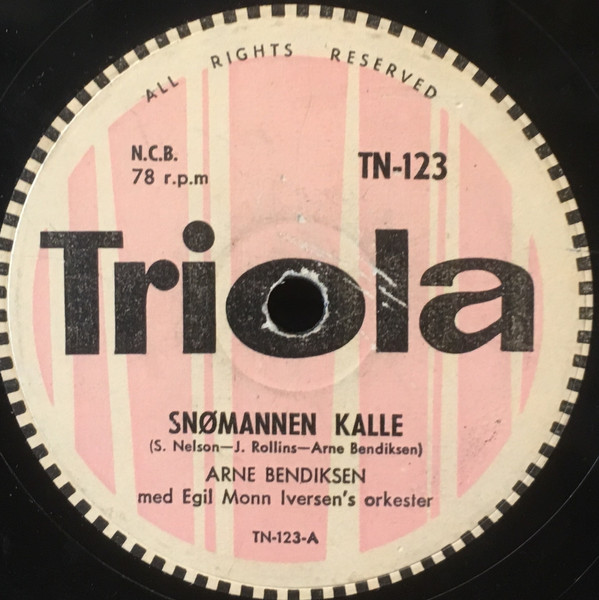 ALL RIGHTS RESERVED
N.C.B.
78 r.p.m
TN-123
Triola
SNØMANNEN KALLE
(S. Nelson—J. Rollins—Arne Bendiksen)
ARNE BENDIKSEN
med Egil Monn Iversen's orkester
TN-123-A